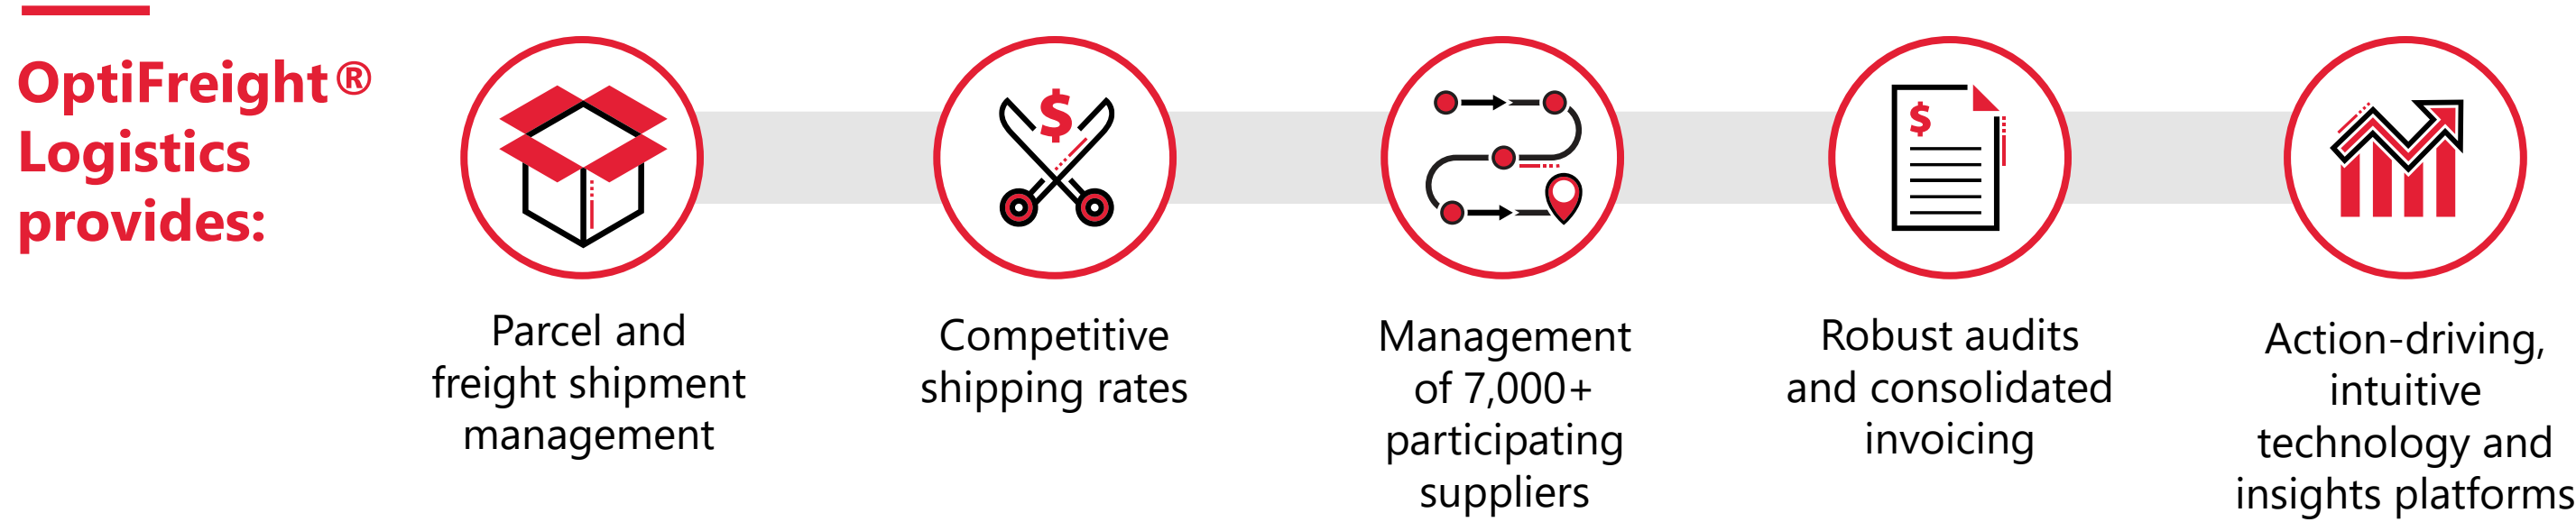 OptiFreight®
Logistics
provides:
$
$
Parcel and
freight shipment
management
Competitive
shipping rates
Management
of 7,000+
participating
suppliers
Robust audits
and consolidated
invoicing
Action-driving,
intuitive
technology and
insights platforms